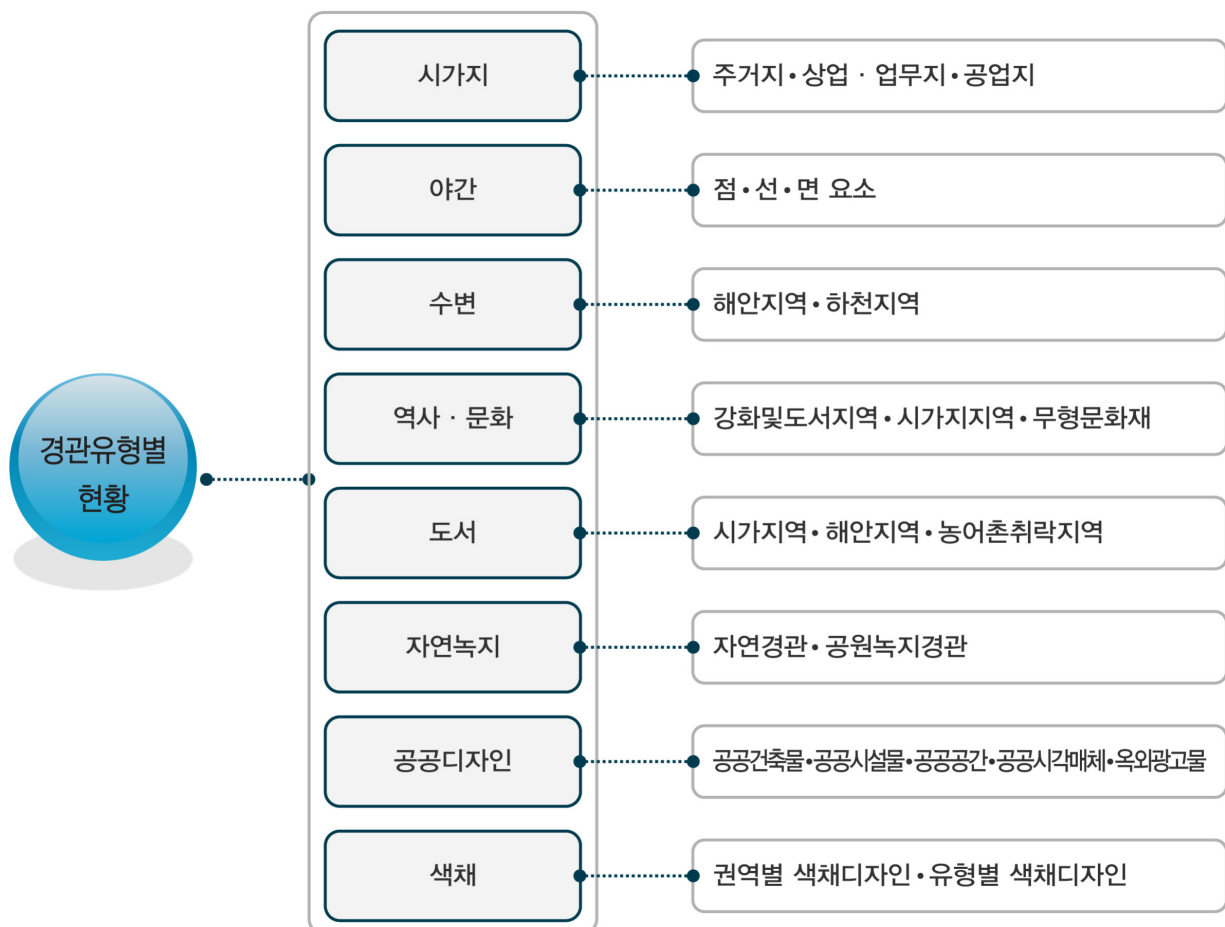 경관유형별
현황
시가지
주거지•상업 · 업무지•공업지
야간
점•선•면 요소
수변
해안지역•하천지역
역사 · 문화
강화및도서지역•시가지지역•무형문화재
도서
시가지역•해안지역•농어촌취락지역
자연녹지
자연경관•공원녹지경관
공공디자인
공공건축물•공공시설물•공공공간•공공시각매체•옥외광고물
색채
권역별 색채디자인•유형별 색채디자인